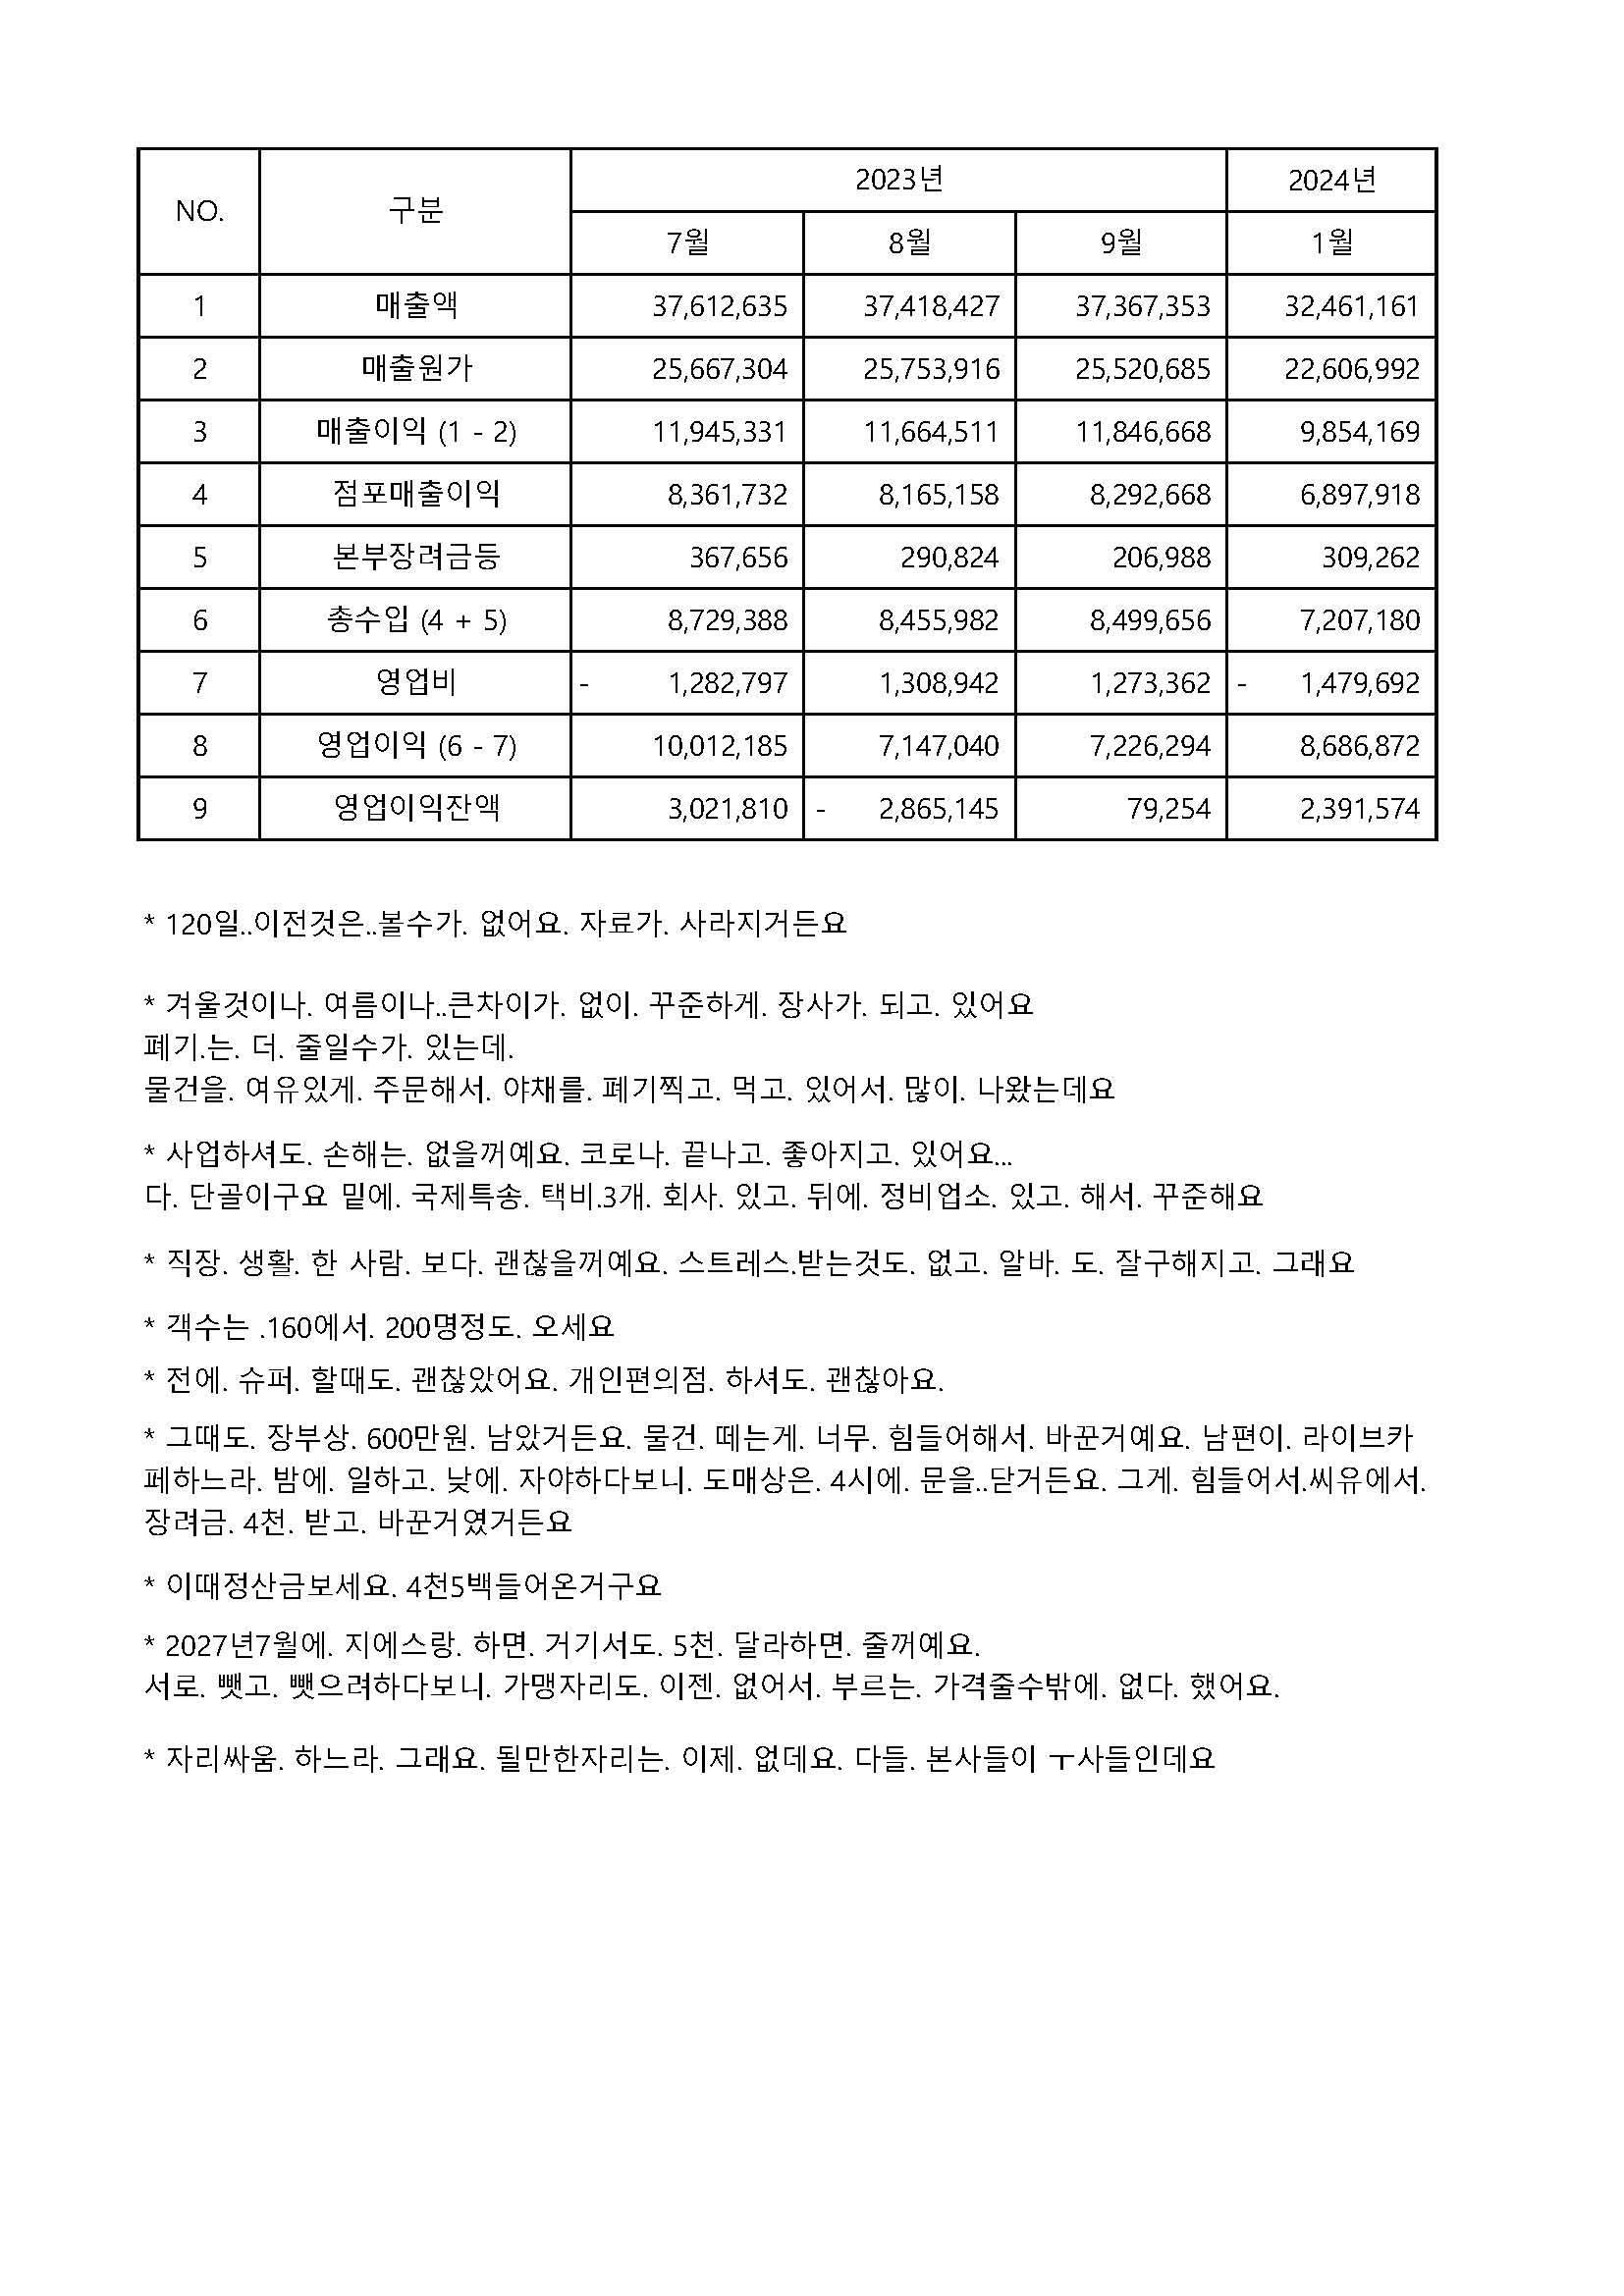 NO. 구분 2023년 2024년
7월 8월 9월 1월
1 매출액 37,612,635 37,418,427 37,367,353 32,461,161
2 매출원가 25,667,304 25,753,916 25,520,685 22,606,992
3 매출이익 (1 - 2) 11,945,331 11,664,511 11,846,668 9,854,169
4 점포매출이익 8,361,732 8,165,158 8,292,668 6,897,918
5 본부장려금등 367,656 290,824 206,988 309,262
6 총수입 (4 + 5) 8,729,388 8,455,982 8,499,656 7,207,180
7 영업비 - 1,282,797 1,308,942 1,273,362 - 1,479,692
8 영업이익 (6 - 7) 10,012,185 7,147,040 7,226,294 8,686,872
9 영업이익잔액 3,021,810 - 2,865,145 79,254 2,391,574
* 120일..이전것은..볼수가. 없어요. 자료가. 사라지거든요
* 겨울것이나. 여름이나..큰차이가. 없이. 꾸준하게. 장사가. 되고. 있어요
폐기.는. 더. 줄일수가. 있는데.
물건을. 여유있게. 주문해서. 야채를. 폐기찍고. 먹고. 있어서. 많이. 나왔는데요
* 사업하셔도. 손해는. 없을꺼예요. 코로나. 끝나고. 좋아지고. 있어요...
다. 단골이구요 밑에. 국제특송. 택비.3개. 회사. 있고. 뒤에. 정비업소. 있고. 해서. 꾸준해요
* 직장. 생활. 한 사람. 보다. 괜찮을꺼예요. 스트레스.받는것도. 없고. 알바. 도. 잘구해지고. 그래요
* 객수는 .160에서. 200명정도. 오세요
* 전에. 슈퍼. 할때도. 괜찮았어요. 개인편의점. 하셔도. 괜찮아요.
* 그때도. 장부상. 600만원. 남았거든요. 물건. 떼는게. 너무. 힘들어해서. 바꾼거예요. 남편이. 라이브카
페하느라. 밤에. 일하고. 낮에. 자야하다보니. 도매상은. 4시에. 문을..닫거든요. 그게. 힘들어서.씨유에서.
장려금. 4천. 받고. 바꾼거였거든요
* 이때정산금보세요. 4천5백들어온거구요
* 2027년7월에. 지에스랑. 하면. 거기서도. 5천. 달라하면. 줄꺼예요.
서로. 뺏고. 뺏으려하다보니. 가맹자리도. 이젠. 없어서. 부르는. 가격줄수밖에. 없다. 했어요.
* 자리싸움. 하느라. 그래요. 될만한자리는. 이제. 없데요. 다들. 본사들이 ㅜ사들인데요